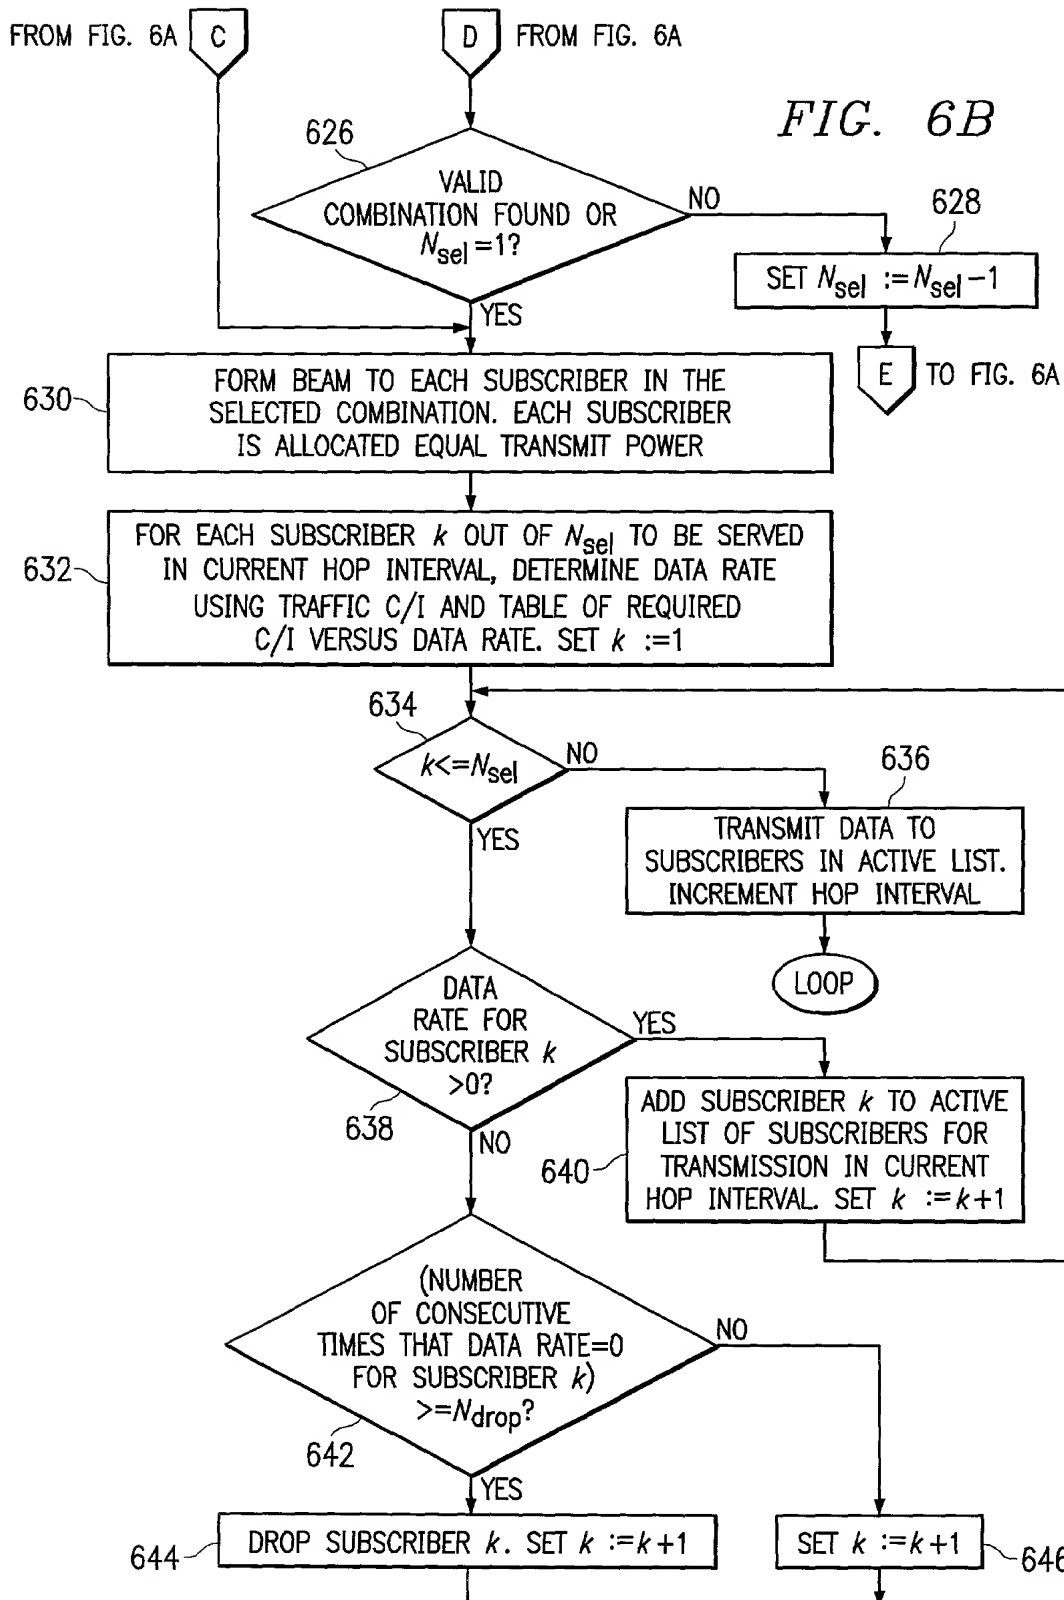 FROM FIG. 6A C
D FROM FIG. 6A
FIG. 6B
626
VALID
COMBINATION FOUND OR
Nsel=1?
NO
628
SET Nsel :=Nsel-1
YES
E TO FIG. 6A
630
FORM BEAM TO EACH SUBSCRIBER IN THE
SELECTED COMBINATION. EACH SUBSCRIBER
IS ALLOCATED EQUAL TRANSMIT POWER
632
FOR EACH SUBSCRIBER k OUT OF Nsel TO BE SERVED
IN CURRENT HOP INTERVAL, DETERMINE DATA RATE
USING TRAFFIC C/I AND TABLE OF REQUIRED
C/I VERSUS DATA RATE. SET k :=1
634
k<=Nsel
NO
636
TRANSMIT DATA TO
SUBSCRIBERS IN ACTIVE LIST.
INCREMENT HOP INTERVAL
YES
LOOP
DATA
RATE FOR
SUBSCRIBER k
>0?
YES
638
NO
640
ADD SUBSCRIBER k TO ACTIVE
LIST OF SUBSCRIBERS FOR
TRANSMISSION IN CURRENT
HOP INTERVAL. SET k :=k+1
(NUMBER
OF CONSECUTIVE
TIMES THAT DATA RATE=0
FOR SUBSCRIBER k)
>=Ndrop?
NO
642
YES
644
DROP SUBSCRIBER k. SET k :=k+1
SET k :=k+1
646